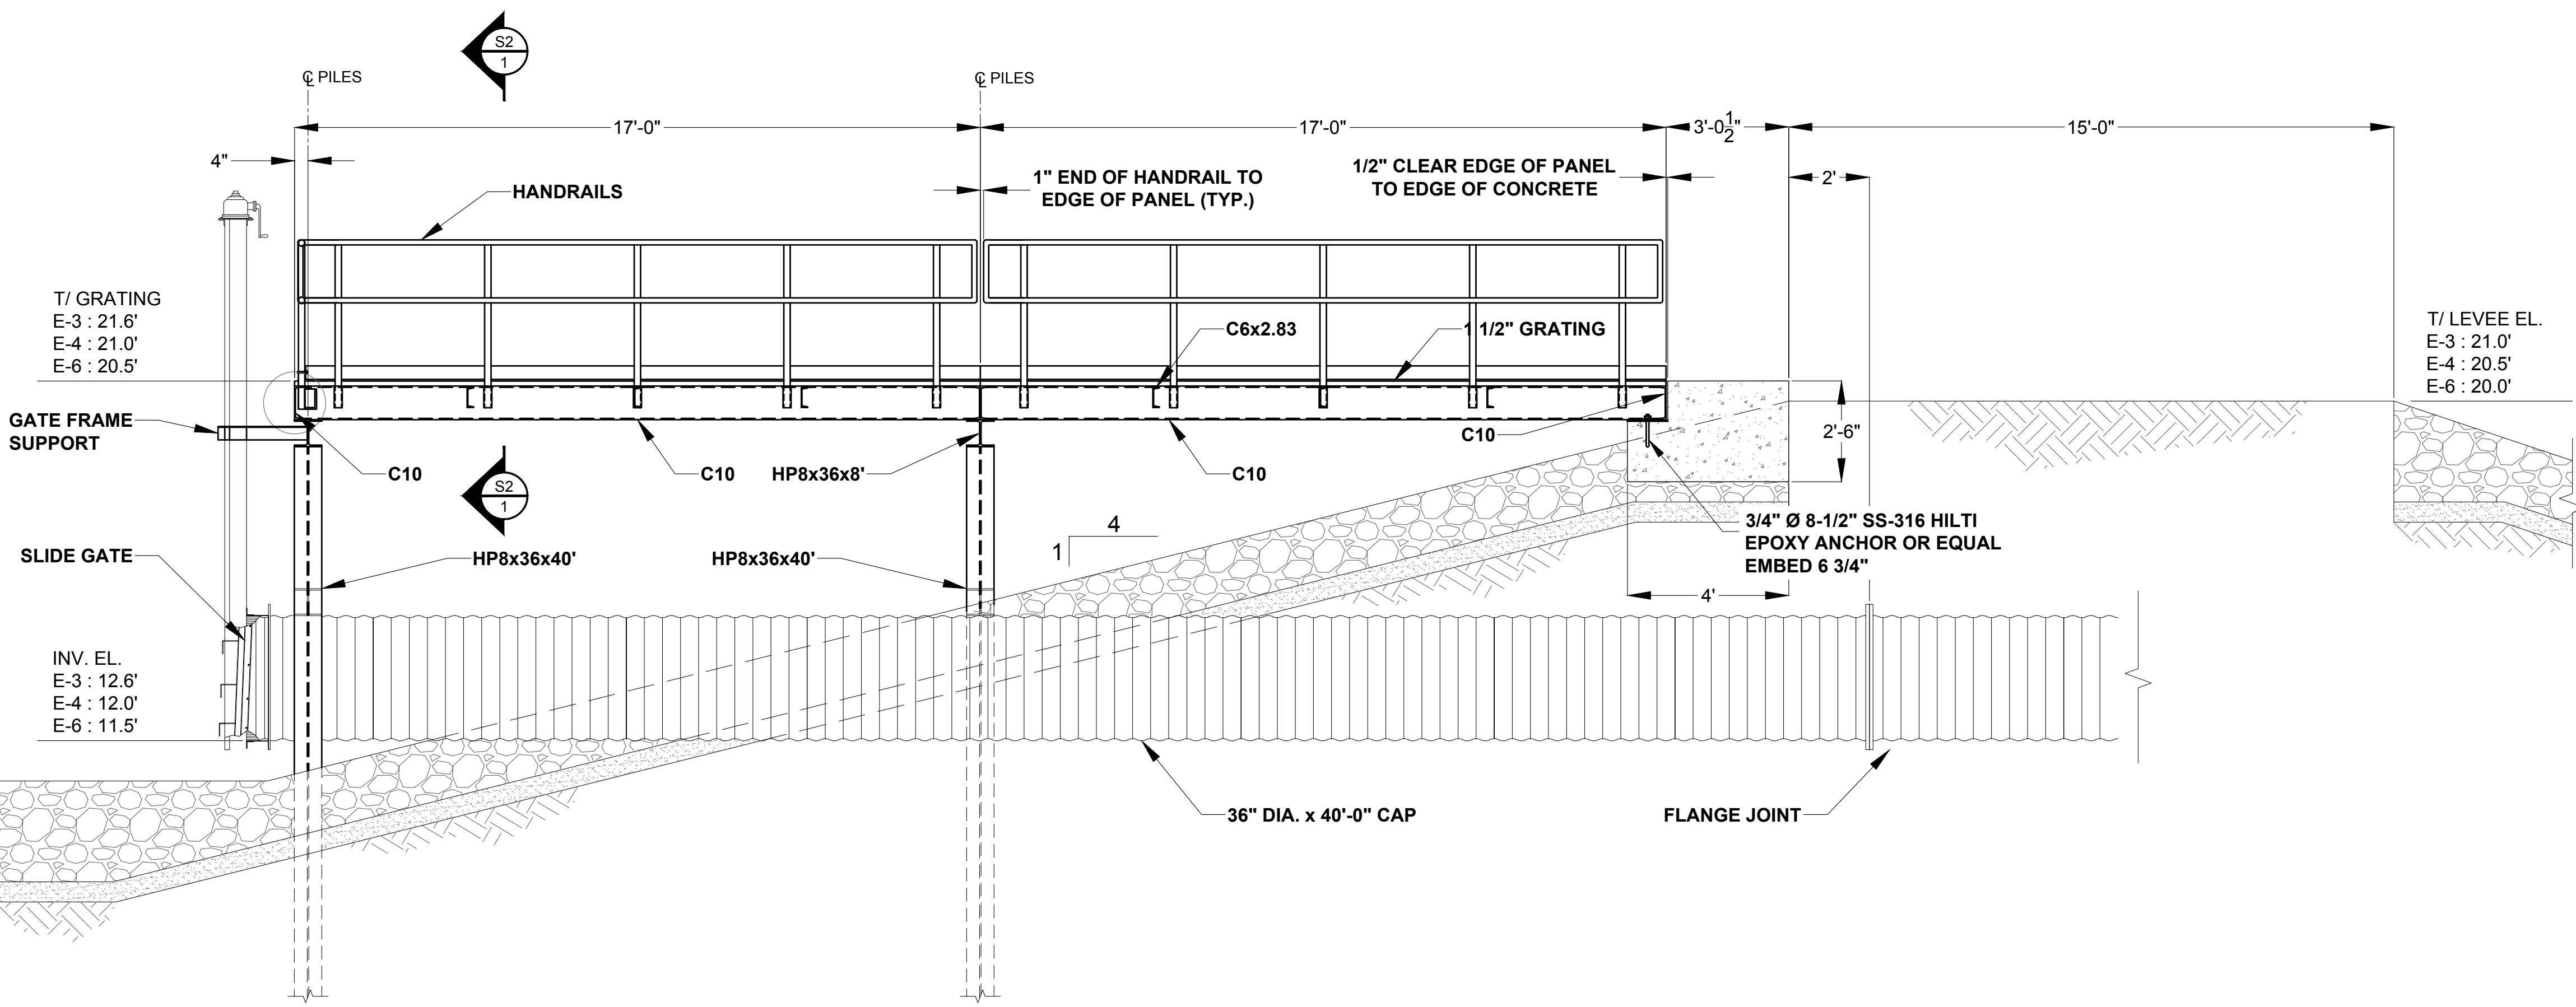 S2
1
℄ PILES
℄ PILES
17'-0"
17'-0"
3'-0 1/2"
15'-0"
4"
HANDRAILS
1" END OF HANDRAIL TO
EDGE OF PANEL (TYP.)
1/2" CLEAR EDGE OF PANEL
TO EDGE OF CONCRETE
2'
T/ GRATING
E-3 : 21.6'
E-4 : 21.0'
E-6 : 20.5'
C6x2.83
1 1/2" GRATING
T/ LEVEE EL.
E-3 : 21.0'
E-4 : 20.5'
E-6 : 20.0'
GATE FRAME
SUPPORT
C10
2'-6"
C10
C10
HP8x36x8'
C10
S2
1
4
1
3/4" Ø 8-1/2" SS-316 HILTI
EPOXY ANCHOR OR EQUAL
EMBED 6 3/4"
SLIDE GATE
HP8x36x40'
HP8x36x40'
4'
INV. EL.
E-3 : 12.6'
E-4 : 12.0'
E-6 : 11.5'
36" DIA. x 40'-0" CAP
FLANGE JOINT